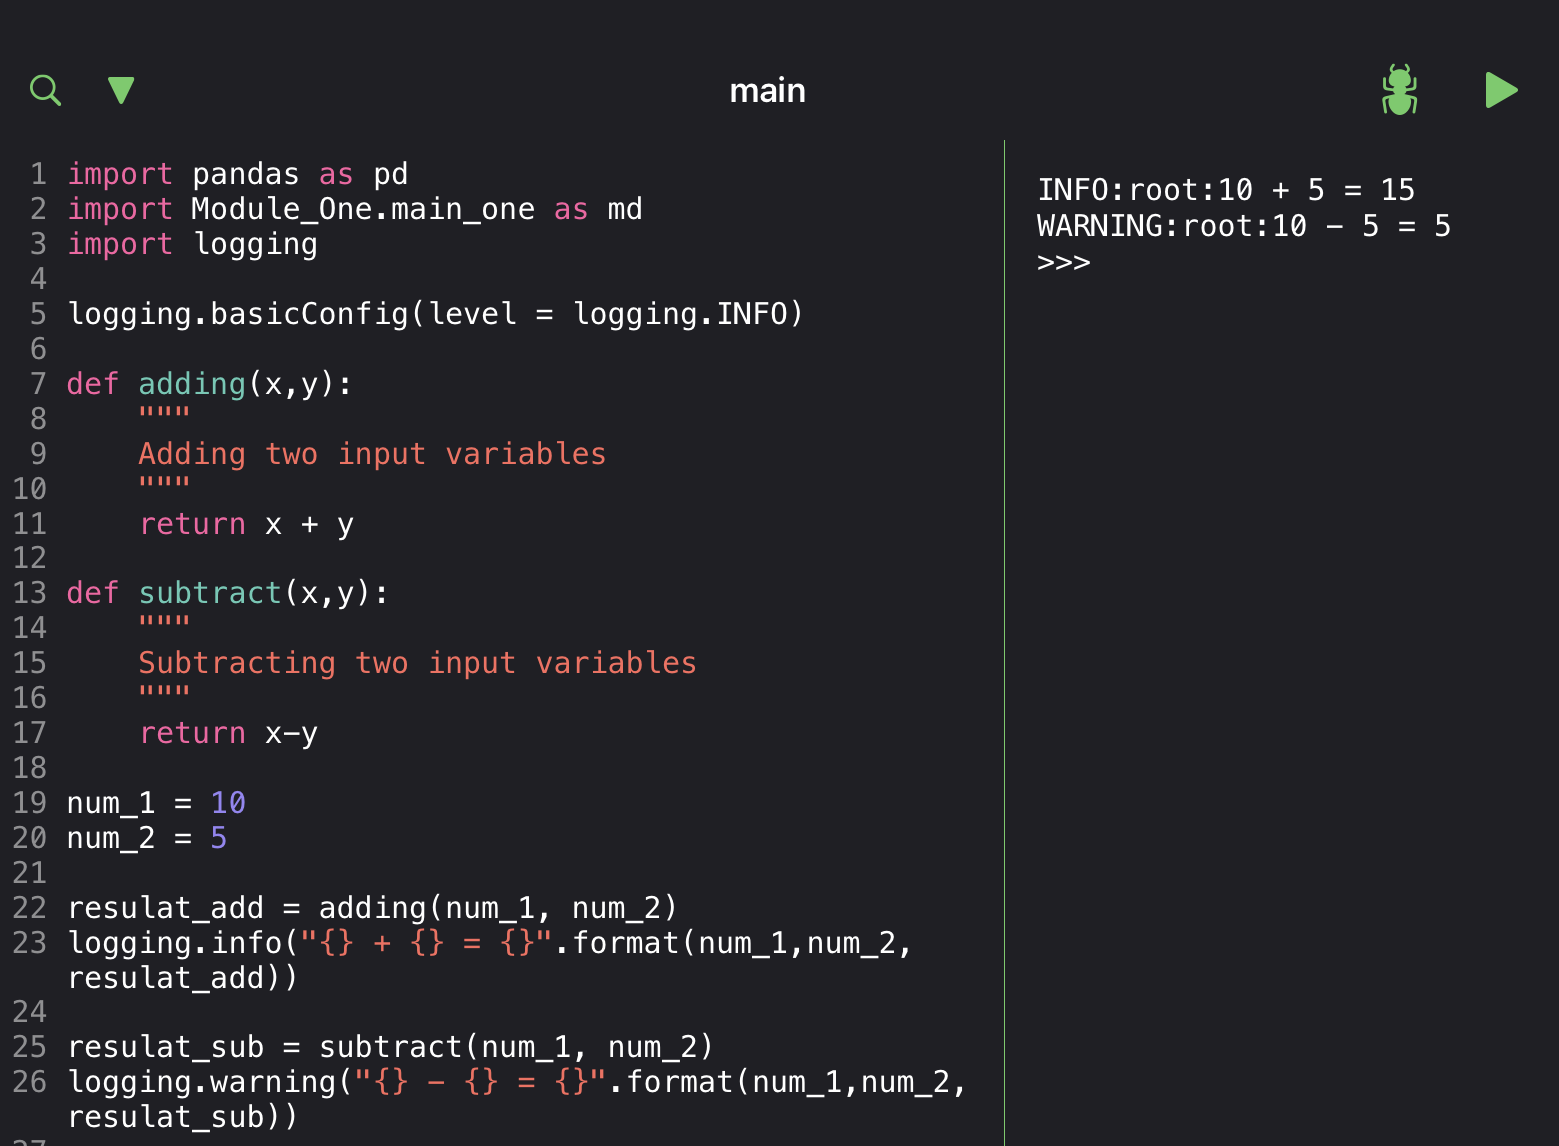 main
1 import pandas as pd
2 import Module_One.main_one as md
3 import logging
4
5 logging.basicConfig(level = logging.INFO)
6
7 def adding(x,y):
8     """
9     Adding two input variables
10     """
11     return x + y
12
13 def subtract(x,y):
14     """
15     Subtracting two input variables
16     """
17     return x-y
18
19 num_1 = 10
20 num_2 = 5
21
22 resulat_add = adding(num_1, num_2)
23 logging.info("{} + {} = {}".format(num_1,num_2,
resulat_add))
24
25 resulat_sub = subtract(num_1, num_2)
26 logging.warning("{} - {} = {}".format(num_1,num_2,
resulat_sub))
27
INFO:root:10 + 5 = 15
WARNING:root:10 - 5 = 5
>>>